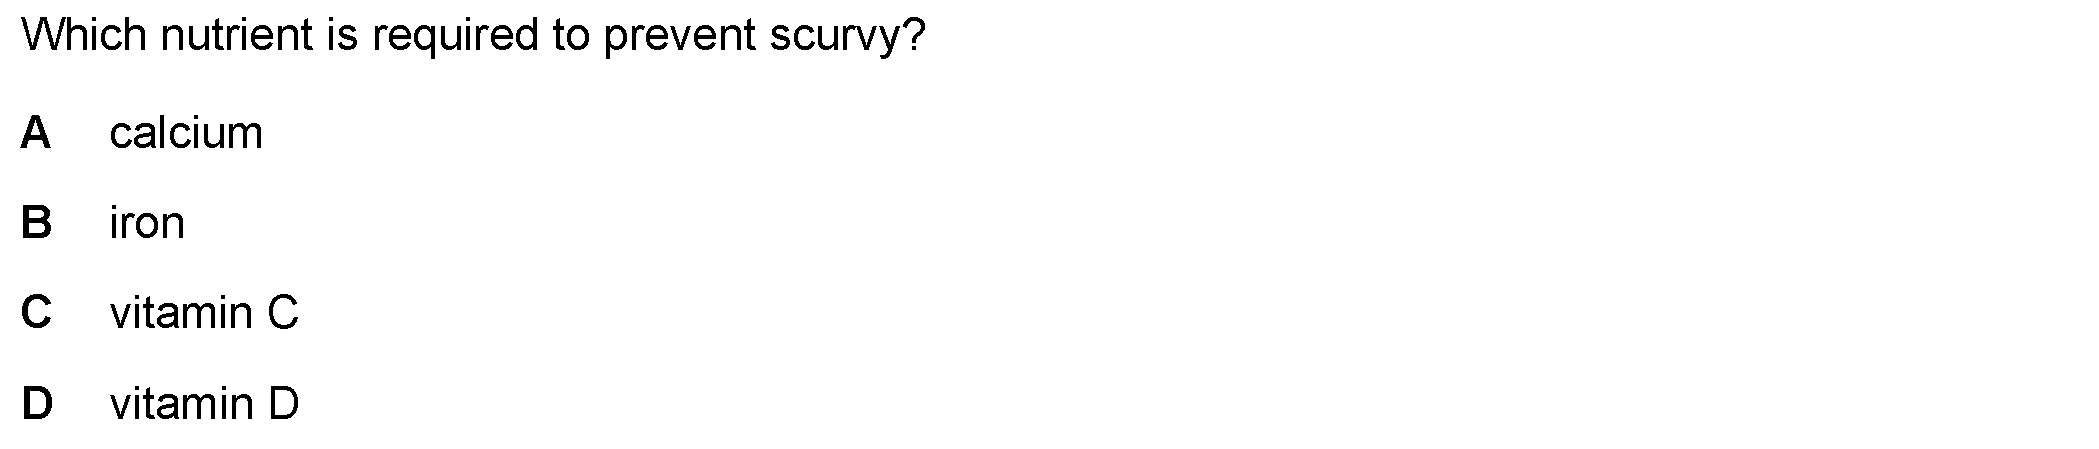 Which nutrient is required to prevent scurvy?
A calcium
B iron
C vitamin C
D vitamin D